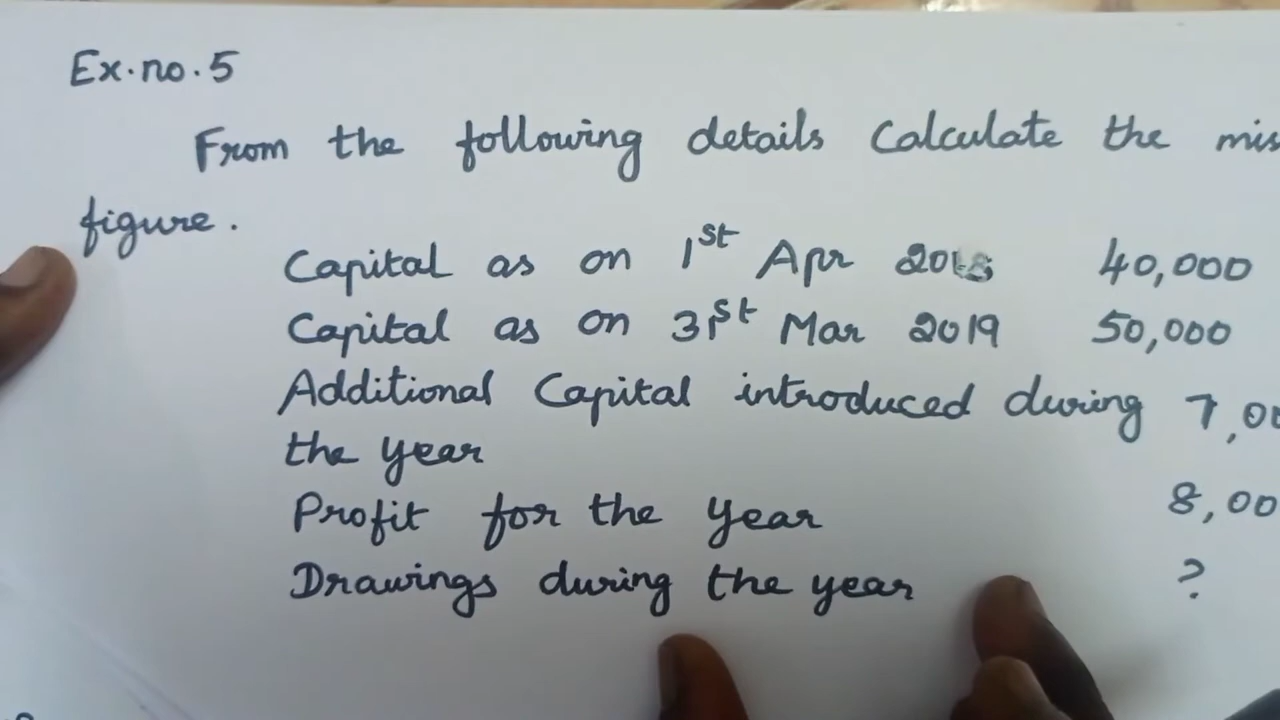 Ex.no.5
From the following details Calculate the mis
figure.
Capital as on 1st Apr 2018 40,000
Capital as on 31st Mar 2019 50,000
Additional Capital introduced during 7,00
the year
Profit for the year 8,00
Drawings during the year ?